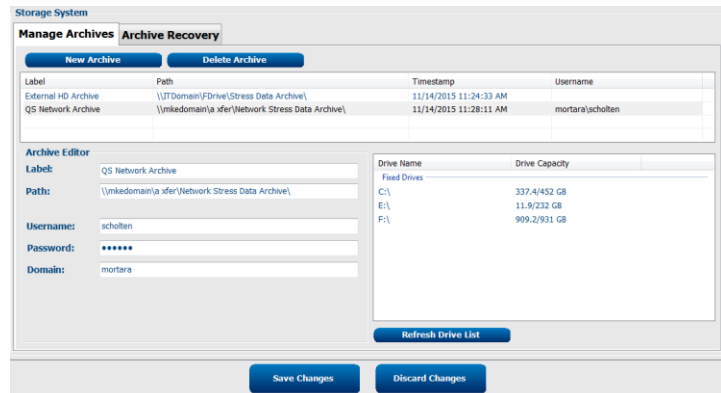 Storage System
Manage Archives Archive Recovery
New Archive Delete Archive
Label Path Timestamp Username
External HD Archive \\ITDomain\FDrive\Stress Data Archive\ 11/14/2015 11:24:33 AM
QS Network Archive \\mkedomain\a xfer\Network Stress Data Archive\ 11/14/2015 11:28:11 AM mortara\scholten
Archive Editor
Label: QS Network Archive
Path: \\mkedomain\a xfer\Network Stress Data Archive\
Username: scholten
Password: ●●●●●●
Domain: mortara
Drive Name Drive Capacity
Fixed Drives
C:\ 337.4/452 GB
E:\ 11.9/232 GB
F:\ 909.2/931 GB
Refresh Drive List
Save Changes Discard Changes